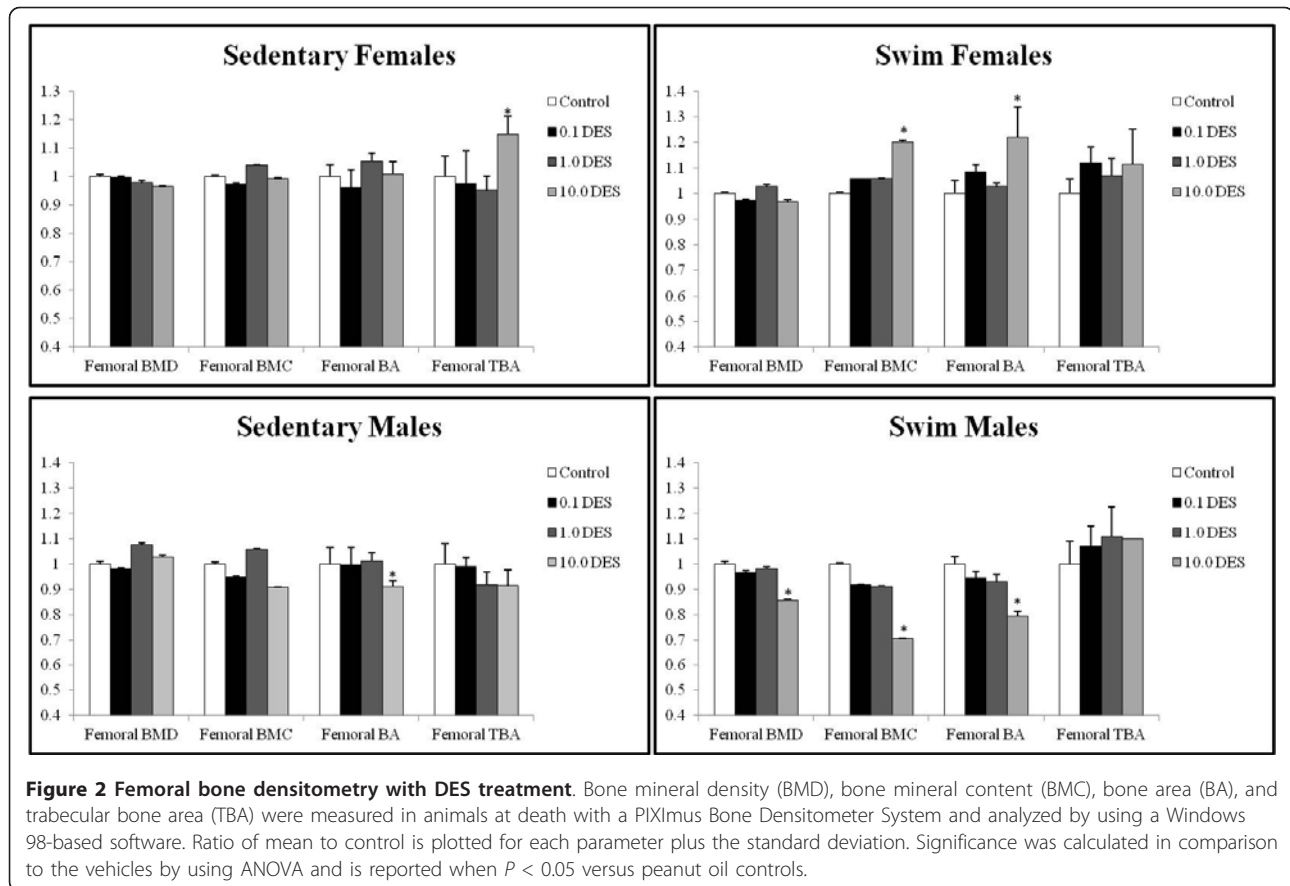 Sedentary Females
1.3
1.2
1.1
1
0.9
0.8
0.7
0.6
0.5
0.4
*
Control
0.1 DES
1.0 DES
10.0 DES
Femoral BMD Femoral BMC Femoral BA Femoral TBA
Swim Females
1.4
1.3
1.2
1.1
1
0.9
0.8
0.7
0.6
0.5
0.4
* *
Control
0.1 DES
1.0 DES
10.0 DES
Femoral BMD Femoral BMC Femoral BA Femoral TBA
Sedentary Males
1.4
1.3
1.2
1.1
1
0.9
0.8
0.7
0.6
0.5
0.4
*
Control
0.1 DES
1.0 DES
10.0 DES
Femoral BMD Femoral BMC Femoral BA Femoral TBA
Swim Males
1.4
1.3
1.2
1.1
1
0.9
0.8
0.7
0.6
0.5
0.4
* * *
Control
0.1 DES
1.0 DES
10.0 DES
Femoral BMD Femoral BMC Femoral BA Femoral TBA
Figure 2 Femoral bone densitometry with DES treatment. Bone mineral density (BMD), bone mineral content (BMC), bone area (BA), and
trabecular bone area (TBA) were measured in animals at death with a PIXImus Bone Densitometer System and analyzed by using a Windows
98-based software. Ratio of mean to control is plotted for each parameter plus the standard deviation. Significance was calculated in comparison
to the vehicles by using ANOVA and is reported when P < 0.05 versus peanut oil controls.